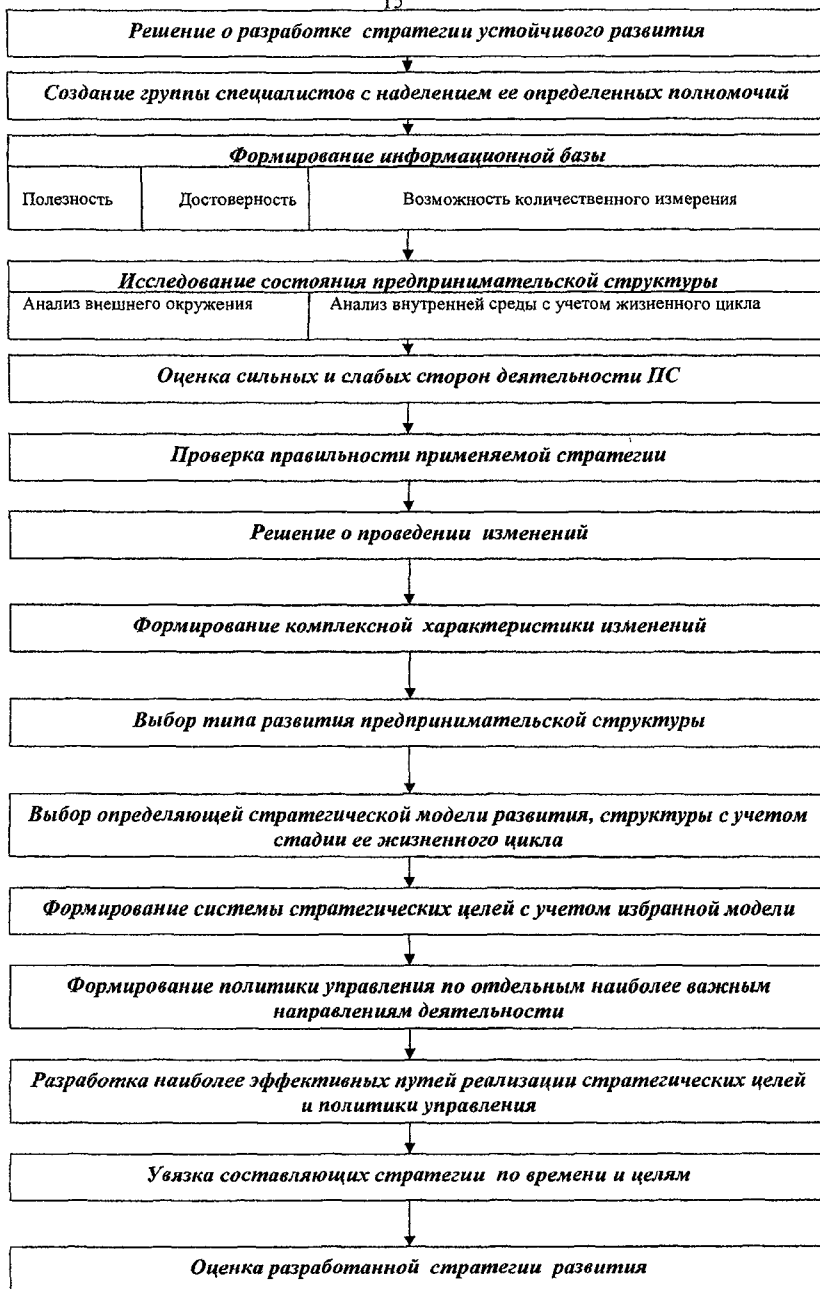 15
Решение о разработке стратегии устойчивого развития
Создание группы специалистов с наделением ее определенных полномочий
Формирование информационной базы
Полезность Достоверность Возможность количественного измерения
Исследование состояния предпринимательской структуры
Анализ внешнего окружения Анализ внутренней среды с учетом жизненного цикла
Оценка сильных и слабых сторон деятельности ПС
Проверка правильности применяемой стратегии
Решение о проведении изменений
Формирование комплексной характеристики изменений
Выбор типа развития предпринимательской структуры
Выбор определяющей стратегической модели развития, структуры с учетом
стадии ее жизненного цикла
Формирование системы стратегических целей с учетом избранной модели
Формирование политики управления по отдельным наиболее важным
направлениям деятельности
Разработка наиболее эффективных путей реализации стратегических целей
и политики управления
Увязка составляющих стратегии по времени и целям
Оценка разработанной стратегии развития